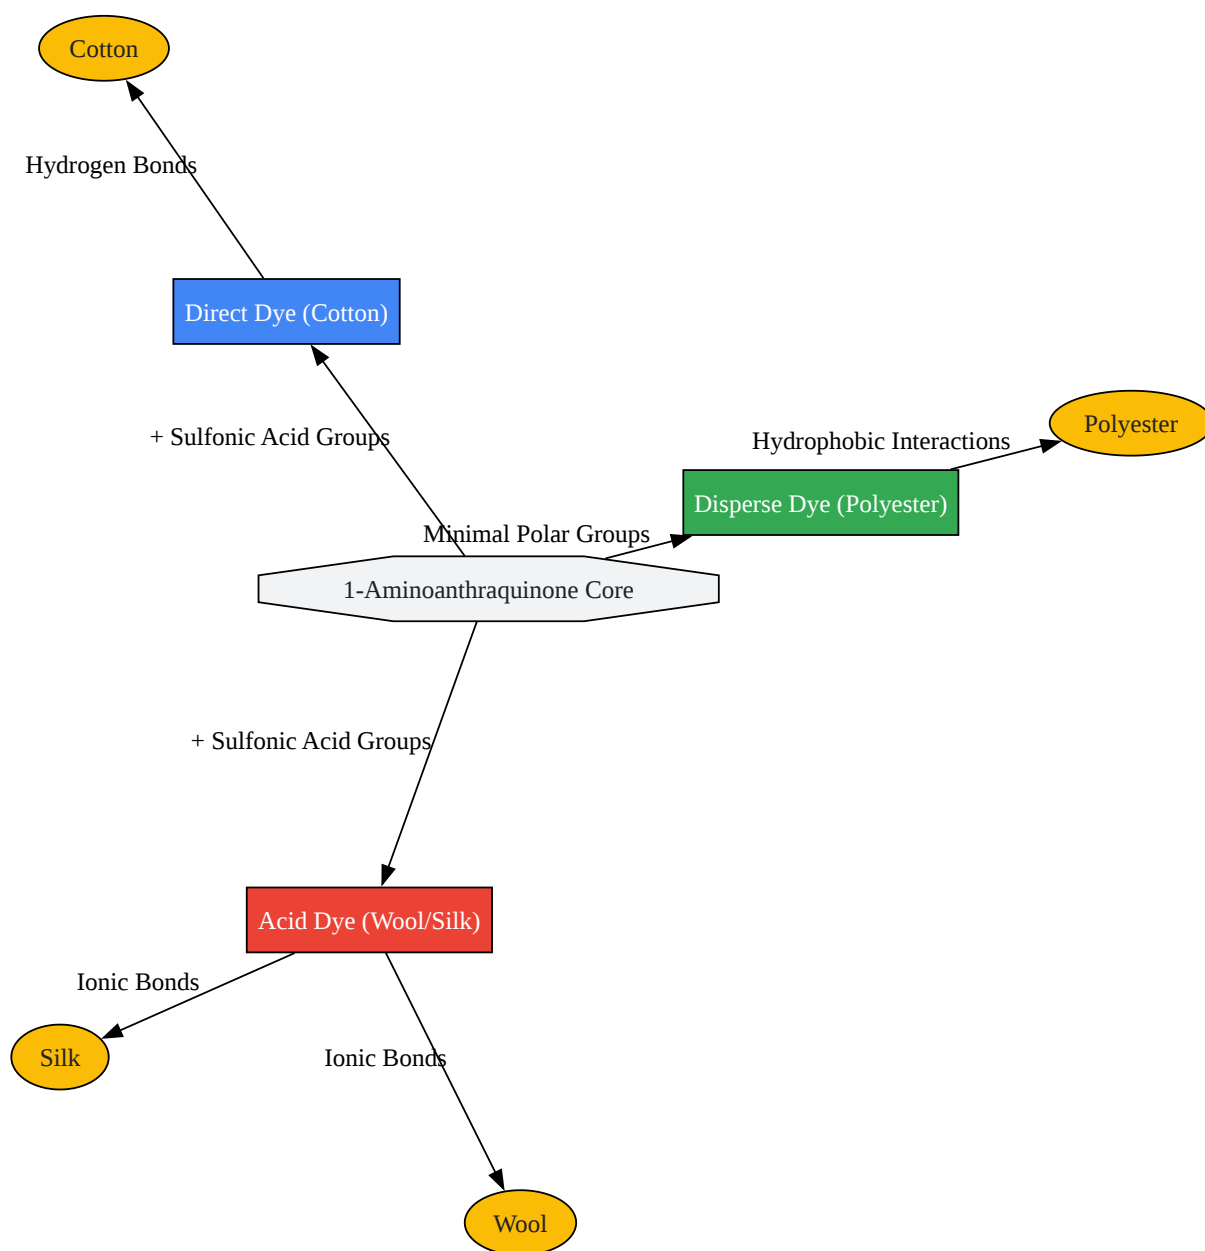 Cotton
Hydrogen Bonds
Direct Dye (Cotton)
Polyester
+ Sulfonic Acid Groups
Hydrophobic Interactions
Disperse Dye (Polyester)
Minimal Polar Groups
1-Aminoanthraquinone Core
+ Sulfonic Acid Groups
Acid Dye (Wool/Silk)
Ionic Bonds
Silk
Ionic Bonds
Wool